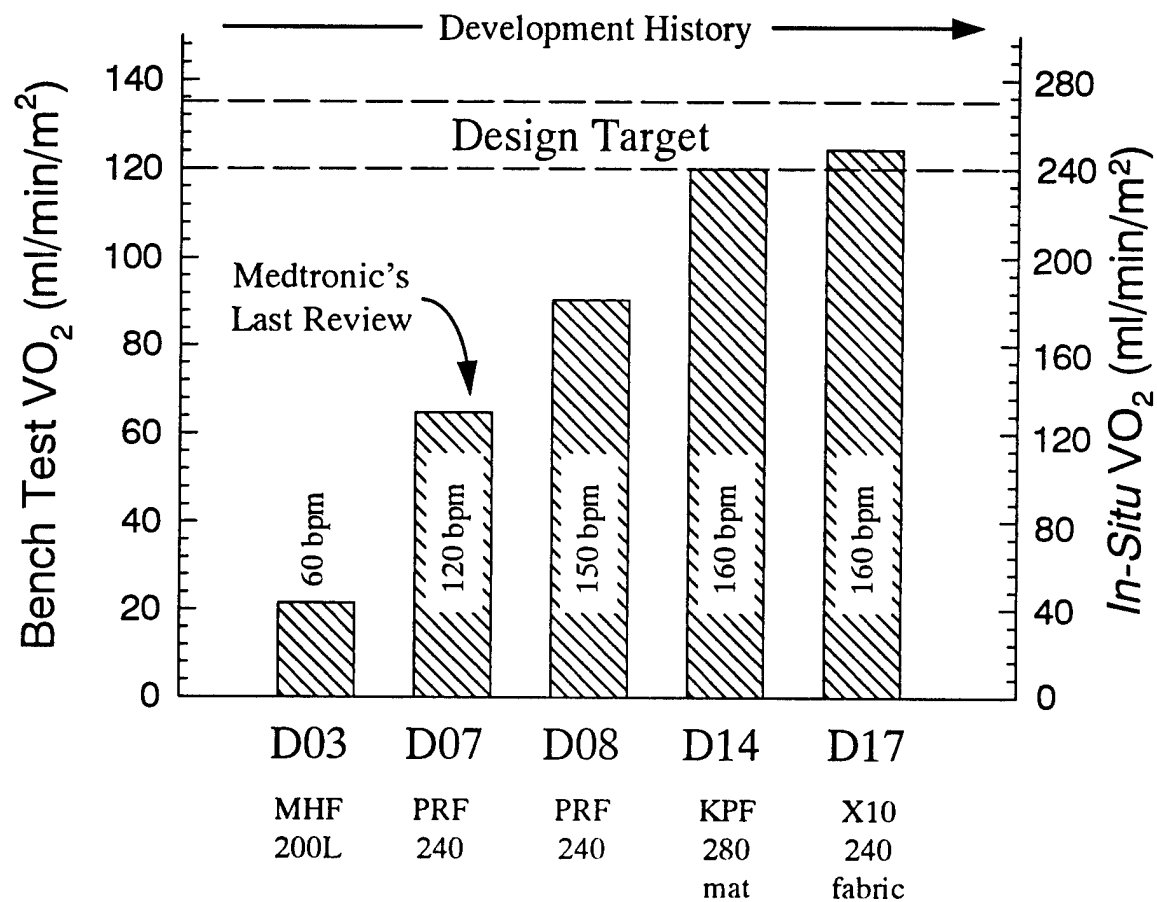 Development History
Bench Test VO₂ (ml/min/m²)
140
120
100
80
60
40
20
0
Design Target
Medtronic's
Last Review
60 bpm
120 bpm
150 bpm
160 bpm
160 bpm
280
240
200
160
120
80
40
0
In-Situ VO₂ (ml/min/m²)
D03 D07 D08 D14 D17
MHF PRF PRF KPF X10
200L 240 240 280 240
mat fabric